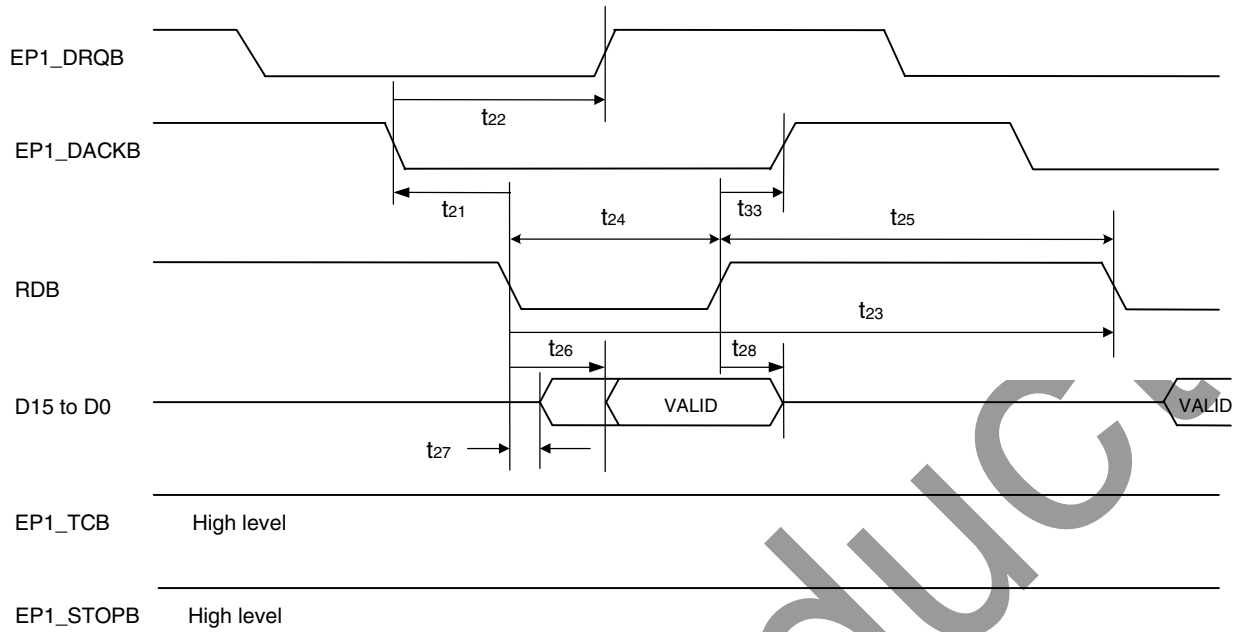 EP1_DRQB
t22
EP1_DACKB
t21
t24
t33
t25
RDB
t23
t26
t28
D15 to D0
VALID
VALID
t27
EP1_TCB
High level
EP1_STOPB
High level